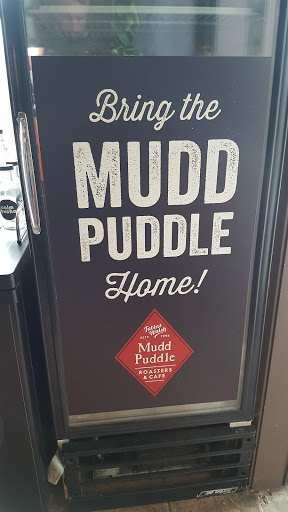 Bring the
MUDD
PUDDLE
Home!
Mudd
Puddle
ROASTERS
& CAFE